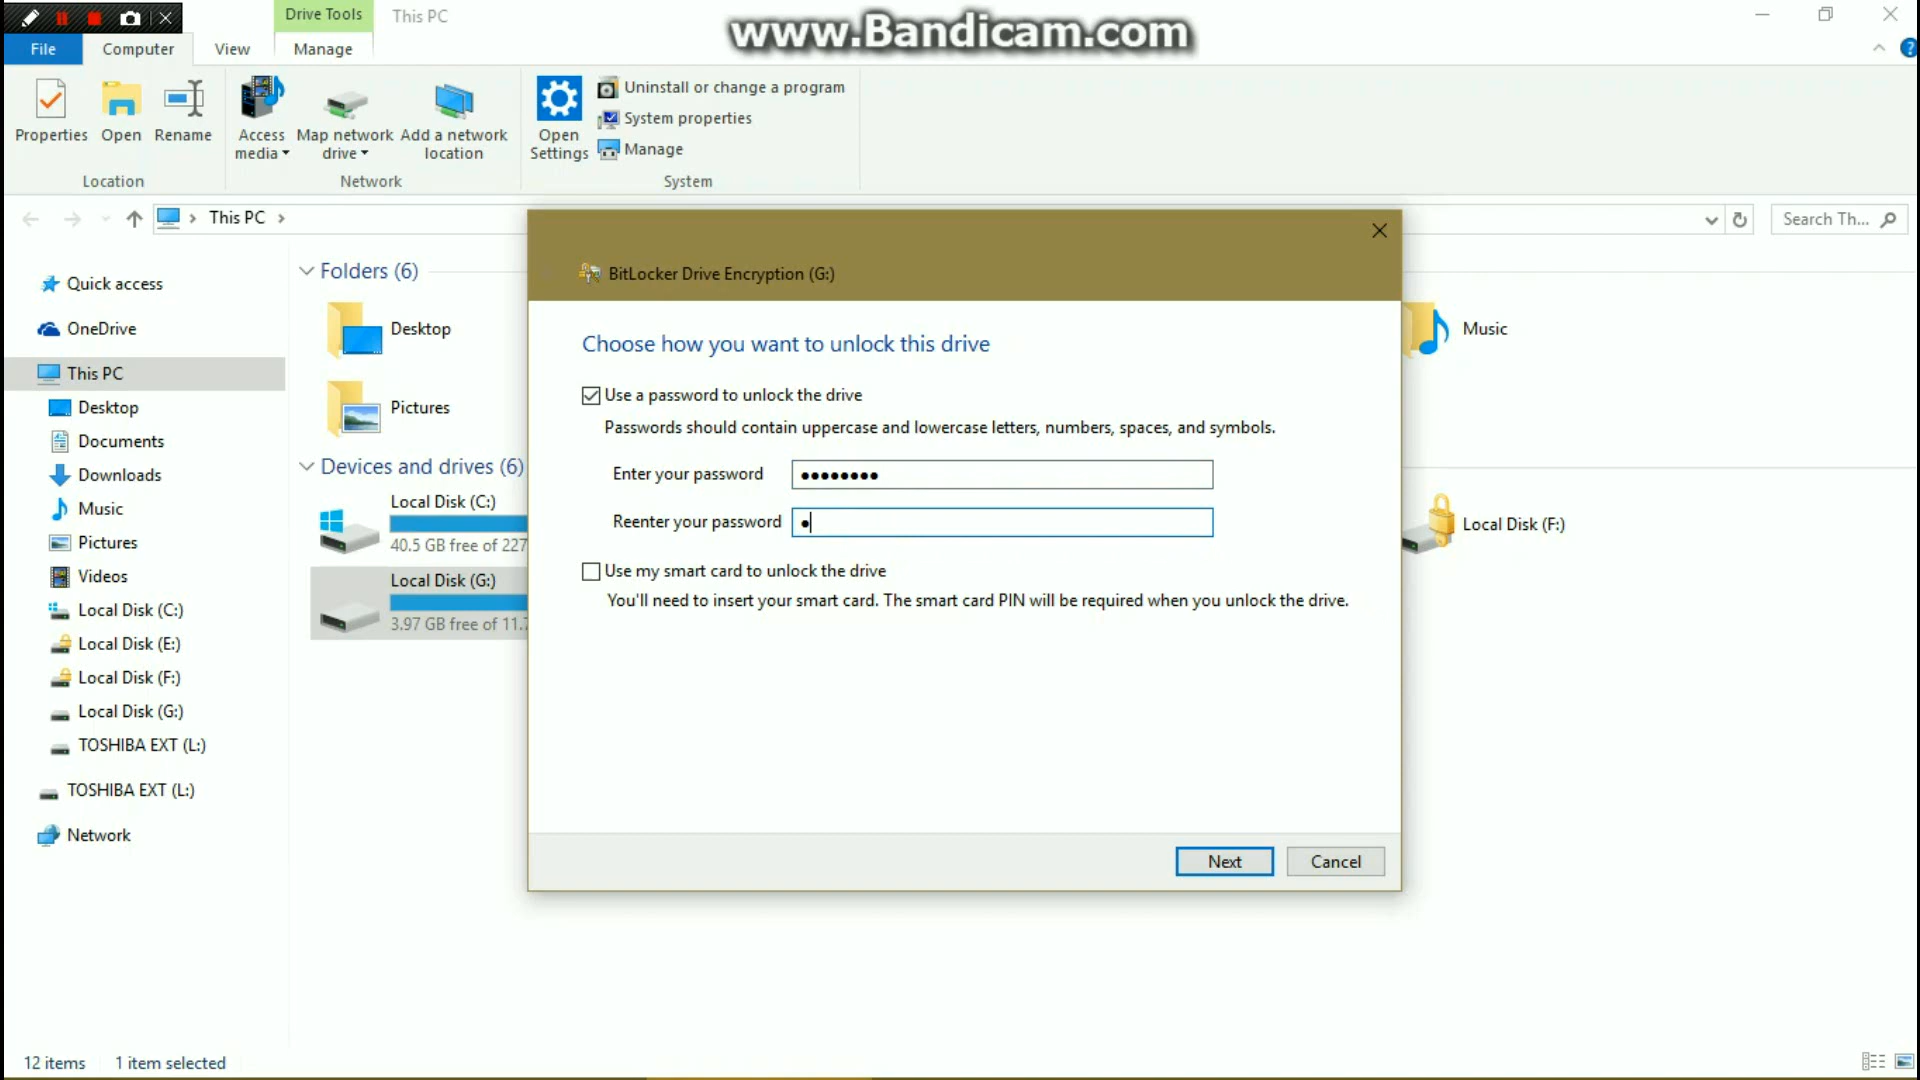 Drive Tools
This PC
www.Bandicam.com
File
Computer
View
Manage
Properties
Open
Rename
Access media
Map network drive
Add a network location
Open Settings
Uninstall or change a program
System properties
Manage
Location
Network
System
This PC
Search Th...
Quick access
OneDrive
This PC
Desktop
Documents
Downloads
Music
Pictures
Videos
Local Disk (C:)
Local Disk (E:)
Local Disk (F:)
Local Disk (G:)
TOSHIBA EXT (L:)
TOSHIBA EXT (L:)
Network
Folders (6)
Desktop
Pictures
Music
Devices and drives (6)
Local Disk (C:)
40.5 GB free of 227
Local Disk (G:)
3.97 GB free of 11.7
Local Disk (F:)
BitLocker Drive Encryption (G:)
Choose how you want to unlock this drive
Use a password to unlock the drive
Passwords should contain uppercase and lowercase letters, numbers, spaces, and symbols.
Enter your password
Reenter your password
Use my smart card to unlock the drive
You'll need to insert your smart card. The smart card PIN will be required when you unlock the drive.
Next
Cancel
12 items
1 item selected